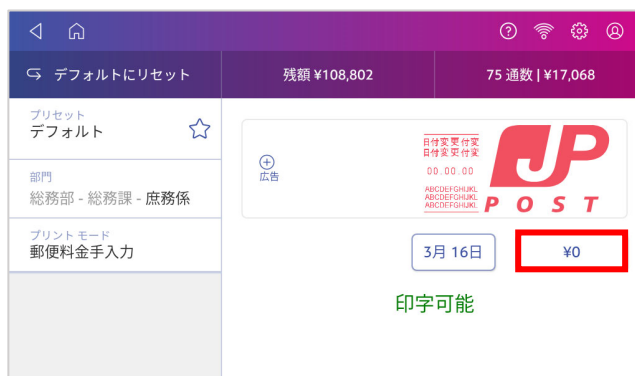 デフォルトにリセット
残額 ¥108,802
75 通数 | ¥17,068
プリセット
デフォルト
部門
総務部 - 総務課 - 庶務係
プリント モード
郵便料金手入力
広告
日付変更付変
日付変更付変
00.00.00
ABCDEFGHIJKL
ABCDEFGHIJKL
ABCDEFGHIJKL
JP
POST
3月 16日
¥0
印字可能